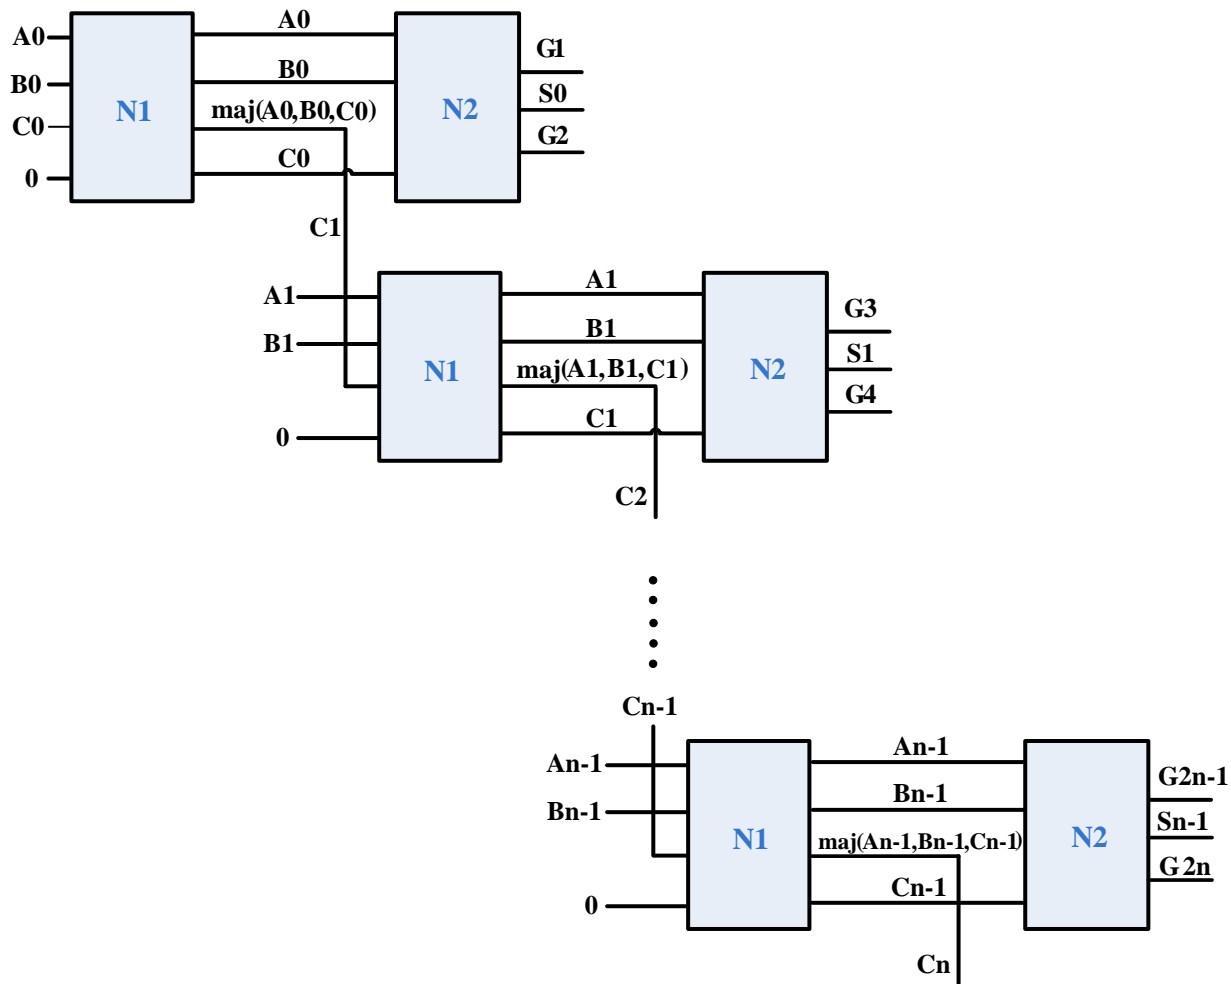 A0
A0
G1
B0
B0
S0
maj(A0,B0,C0)
N1
N2
C0
G2
C0
0
C1
A1
A1
G3
B1
B1
S1
N1
maj(A1,B1,C1)
N2
G4
C1
0
C2
Cn-1
An-1
An-1
G2n-1
Bn-1
Bn-1
Sn-1
N1
maj(An-1,Bn-1,Cn-1)
N2
G2n
Cn-1
0
Cn